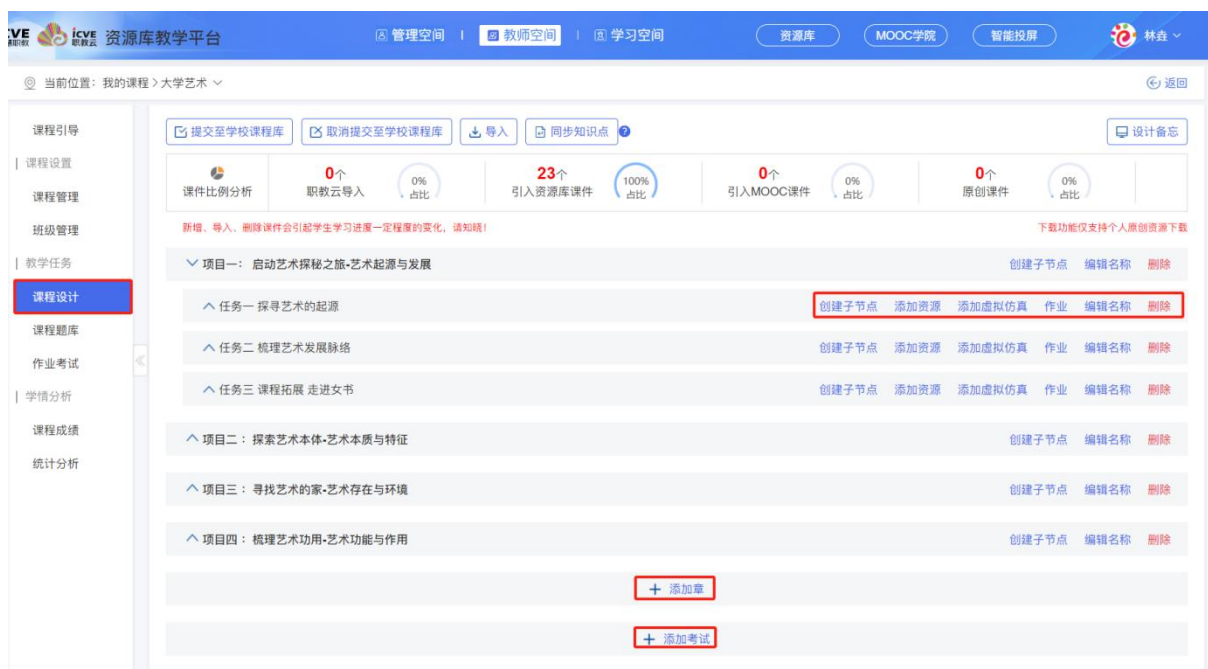 VE icve 职教云 资源库教学平台 管理空间 | 教师空间 | 学习空间 资源库 MOOC学院 智能投屏 林垚
当前位置：我的课程 > 大学艺术 返回
课程引导
课程设置
课程管理
班级管理
教学任务
课程设计
课程题库
作业考试
学情分析
课程成绩
统计分析
提交至学校课程库 取消提交至学校课程库 导入 同步知识点 ? 设计备忘
课件比例分析
0个 职教云导入 0% 占比
23个 引入资源库课件 100% 占比
0个 引入MOOC课件 0% 占比
0个 原创课件 0% 占比
新增、导入、删除课件会引起学生学习进度一定程度的变化，请知晓！ 下载功能仅支持个人原创资源下载
项目一： 启动艺术探秘之旅-艺术起源与发展 创建子节点 编辑名称 删除
任务一 探寻艺术的起源 创建子节点 添加资源 添加虚拟仿真 作业 编辑名称 删除
任务二 梳理艺术发展脉络 创建子节点 添加资源 添加虚拟仿真 作业 编辑名称 删除
任务三 课程拓展 走进女书 创建子节点 添加资源 添加虚拟仿真 作业 编辑名称 删除
项目二： 探索艺术本体-艺术本质与特征 创建子节点 编辑名称 删除
项目三： 寻找艺术的家-艺术存在与环境 创建子节点 编辑名称 删除
项目四： 梳理艺术功用-艺术功能与作用 创建子节点 编辑名称 删除
+ 添加章
+ 添加考试